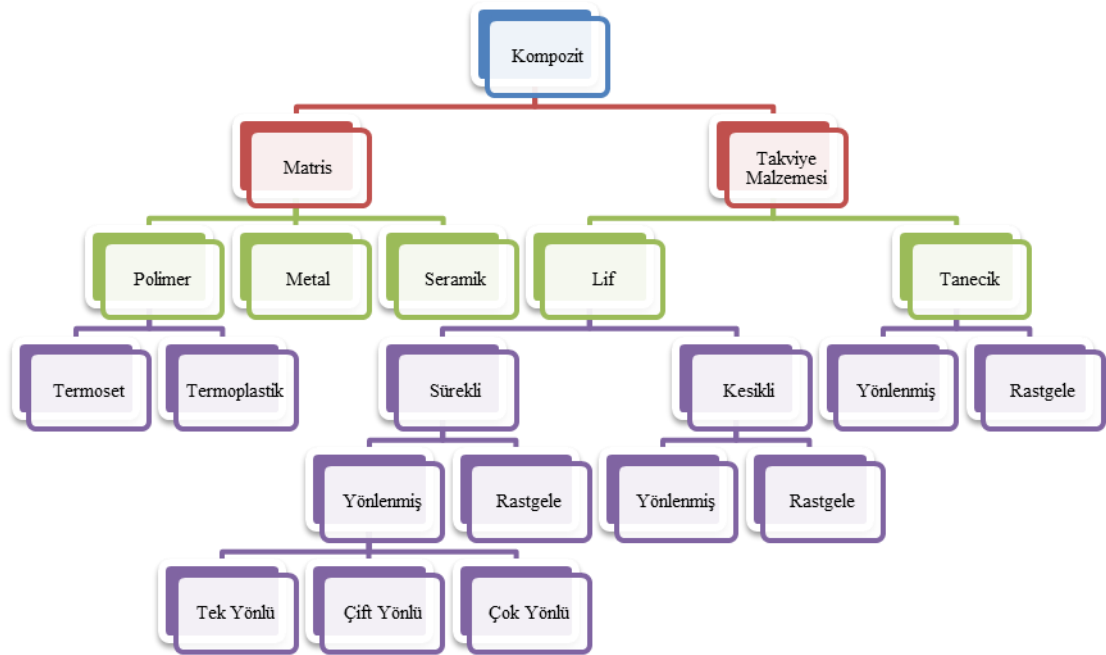 Kompozit
Matris
Takviye
Malzemesi
Polimer
Metal
Seramik
Lif
Tanecik
Termoset
Termoplastik
Sürekli
Kesikli
Yönlenmiş
Rastgele
Yönlenmiş
Rastgele
Yönlenmiş
Rastgele
Tek Yönlü
Çift Yönlü
Çok Yönlü